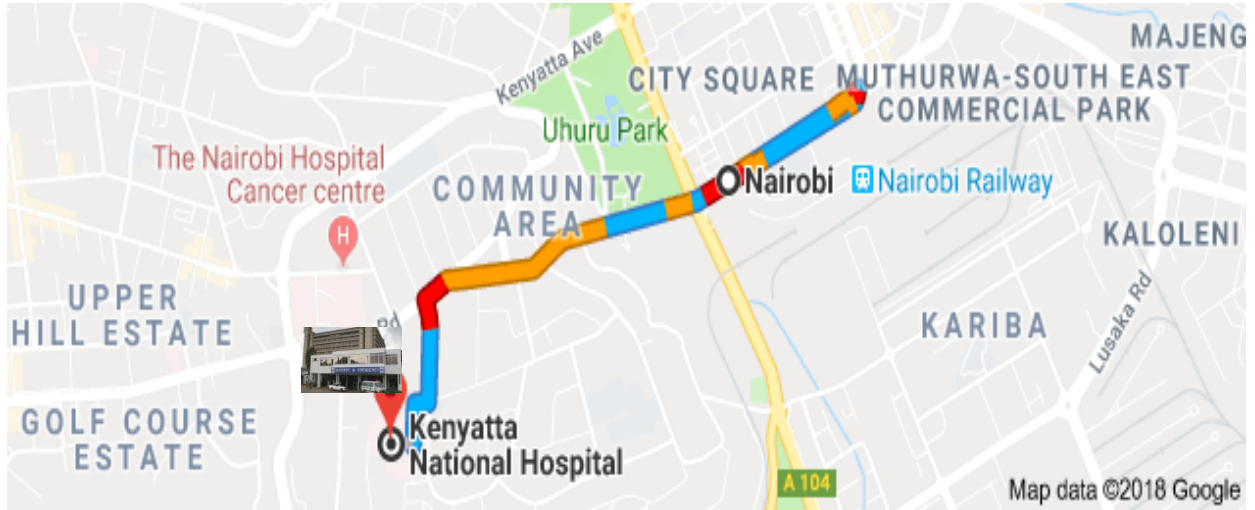 MAJENG
Kenyatta Ave
CITY SQUARE
MUTHURWA-SOUTH EAST
COMMERCIAL PARK
Uhuru Park
The Nairobi Hospital
Cancer centre
H
COMMUNITY
AREA
Nairobi
Nairobi Railway
KALOLENI
UPPER
HILL ESTATE
Rd
KARIBA
Lusaka Rd
GOLF COURSE
ESTATE
Kenyatta
National Hospital
A 104
Map data ©2018 Google